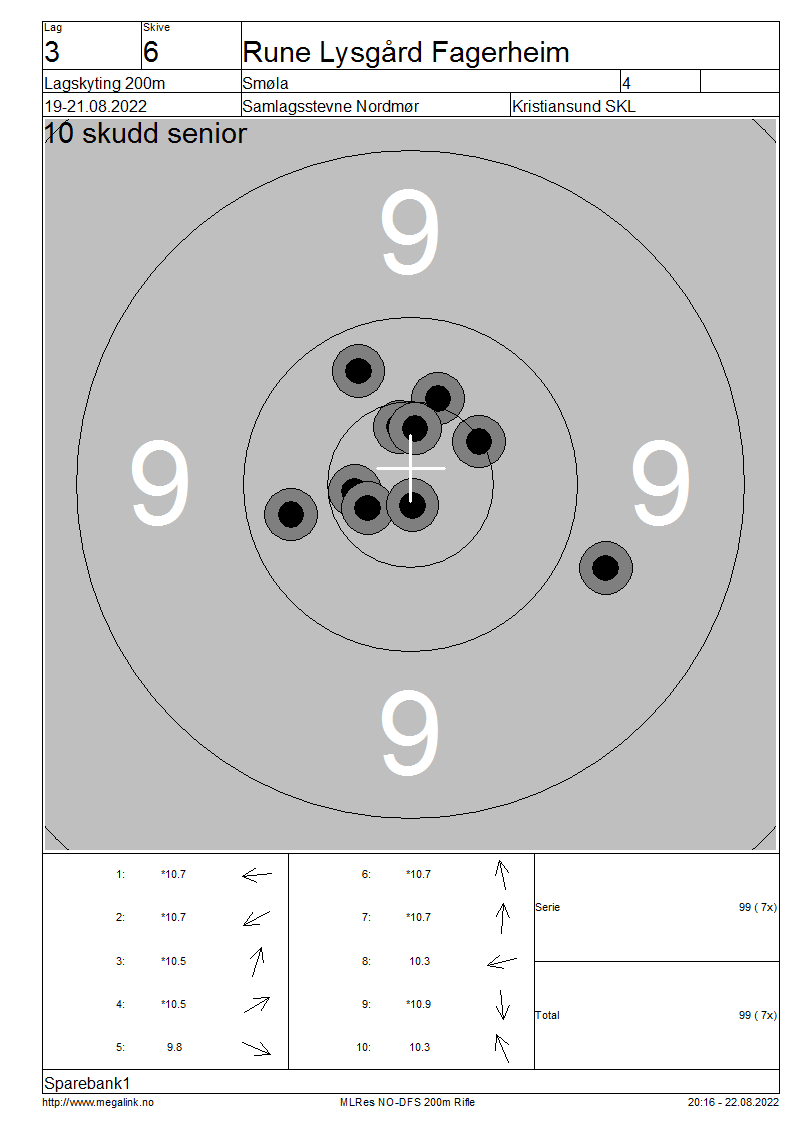 Lag Skive
3 6 Rune Lysgård Fagerheim
Lagskyting 200m Smøla 4
19-21.08.2022 Samlagsstevne Nordmør Kristiansund SKL
10 skudd senior
9
9 9
9
1: *10.7 6: *10.7
2: *10.7 7: *10.7
Serie 99 ( 7x)
3: *10.5 8: 10.3
4: *10.5 9: *10.9
Total 99 ( 7x)
5: 9.8 10: 10.3
Sparebank1
http://www.megalink.no MLRes NO-DFS 200m Rifle 20:16 - 22.08.2022